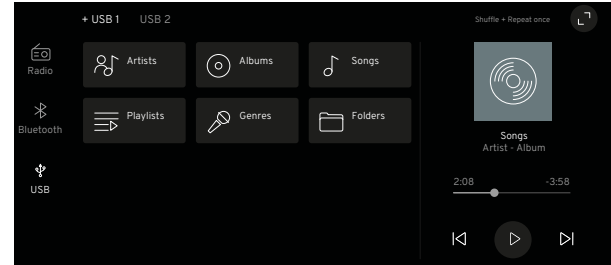 + USB 1 USB 2
Shuffle + Repeat once
Radio
Bluetooth
USB
Artists
Albums
Songs
Playlists
Genres
Folders
Songs
Artist - Album
2:08 -3:58